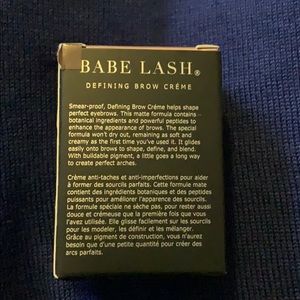 BABE LASH®
DEFINING BROW CRÈME
Smear-proof, Defining Brow Crème helps shape
perfect eyebrows. This matte formula contains
botanical ingredients and powerful peptides to
enhance the appearance of brows. The special
formula won't dry out, remaining as soft and
creamy as the first time you've used it. It glides
easily onto brows to shape, define, and blend.
With buildable pigment, a little goes a long way
to create perfect arches.
Crème anti-taches et anti-imperfections pour aider
à former des sourcils parfaits. Cette formule mate
contient des ingrédients botaniques et des peptides
puissants pour améliorer l'apparence des sourcils.
La formule spéciale ne sèche pas, pour rester aussi
douce et crémeuse que la première fois que vous
l'avez utilisée. Elle glisse facilement sur les sourcils
pour les modeler, les définir et les mélanger.
Grâce au pigment de construction, vous n'aurez
besoin que d'une petite quantité pour créer des
arcs parfaits.